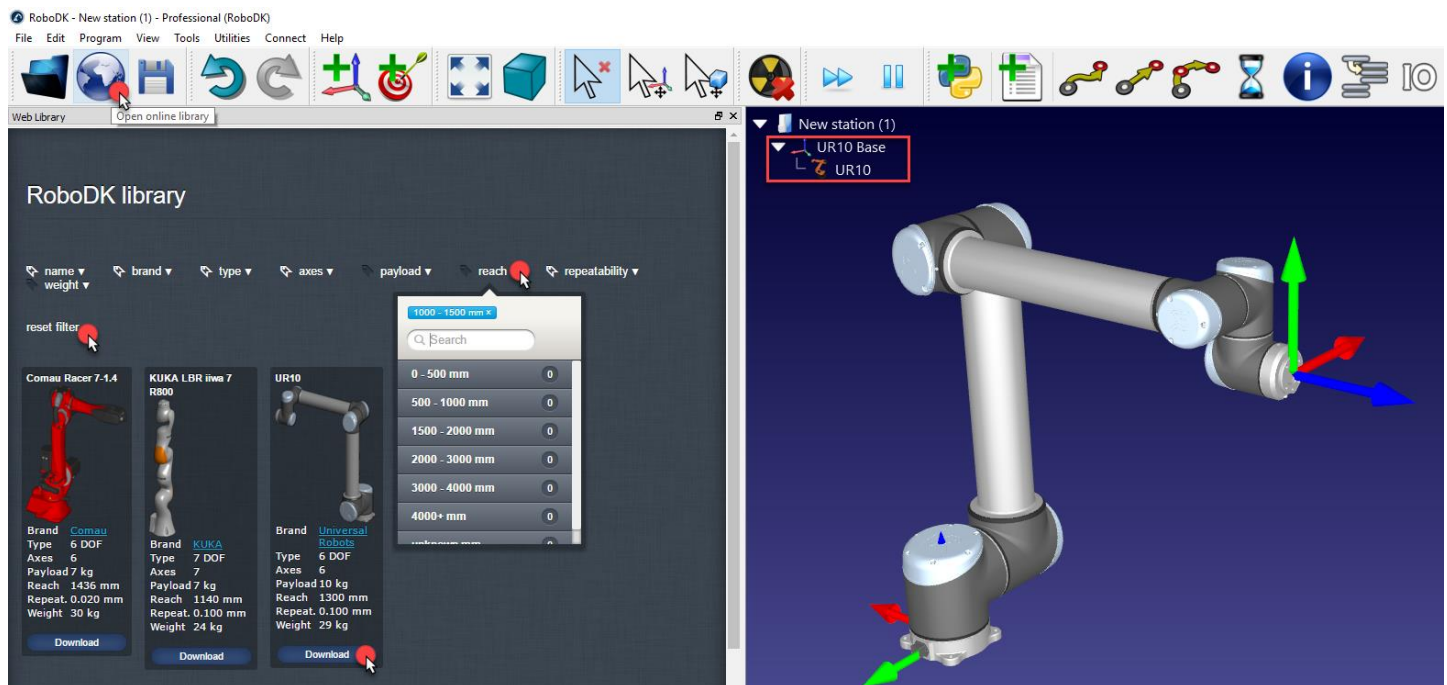 RoboDK - New station (1) - Professional (RoboDK)
File Edit Program View Tools Utilities Connect Help
IO
Web Library
Open online library
RoboDK library
name ▾ brand ▾ type ▾ axes ▾ payload ▾ reach repeatability ▾
weight ▾
reset filter
1000 - 1500 mm ×
Search
0 - 500 mm 0
500 - 1000 mm 0
1500 - 2000 mm 0
2000 - 3000 mm 0
3000 - 4000 mm 0
4000+ mm 0
unknown mm
Comau Racer 7-1.4
Brand Comau
Type 6 DOF
Axes 6
Payload 7 kg
Reach 1436 mm
Repeat. 0.020 mm
Weight 30 kg
Download
KUKA LBR iiwa 7
R800
Brand KUKA
Type 7 DOF
Axes 7
Payload 7 kg
Reach 1140 mm
Repeat. 0.100 mm
Weight 24 kg
Download
UR10
Brand Universal
Robots
Type 6 DOF
Axes 6
Payload 10 kg
Reach 1300 mm
Repeat. 0.100 mm
Weight 29 kg
Download
New station (1)
UR10 Base
UR10